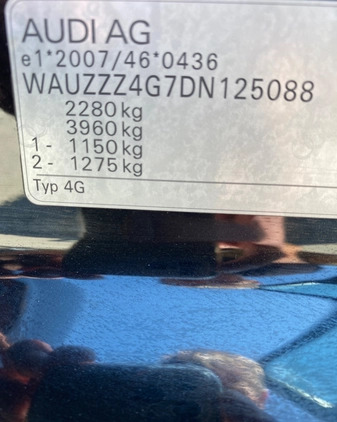 AUDI AG
e1*2007/46*0436
WAUZZZ4G7DN125088
2280 kg
3960 kg
1 - 1150 kg
2 - 1275 kg
Typ 4G